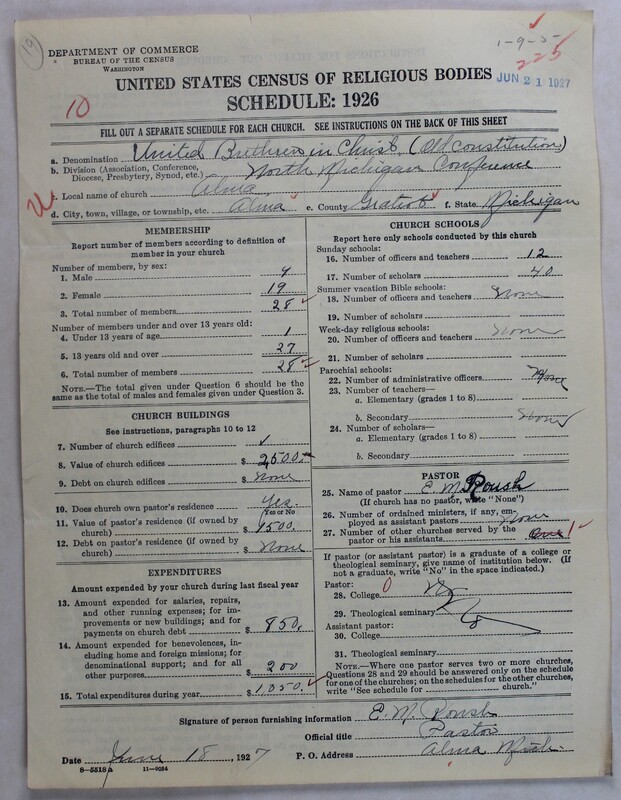 19
DEPARTMENT OF COMMERCE
BUREAU OF THE CENSUS
WASHINGTON
1-9-5-
225
JUN 21 1927
10
UNITED STATES CENSUS OF RELIGIOUS BODIES
SCHEDULE: 1926
FILL OUT A SEPARATE SCHEDULE FOR EACH CHURCH. SEE INSTRUCTIONS ON THE BACK OF THIS SHEET
a. Denomination United Brethren in Christ (Old constitution)
b. Division (Association, Conference, Diocese, Presbytery, Synod, etc.) North Michigan Conference
c. Local name of church Alma
d. City, town, village, or township, etc. Alma e. County Gratiot f. State Michigan
MEMBERSHIP
Report number of members according to definition of
member in your church
Number of members, by sex:
1. Male 9
2. Female 19
3. Total number of members 28
Number of members under and over 13 years old:
4. Under 13 years of age 1
5. 13 years old and over 27
6. Total number of members 28
NOTE.—The total given under Question 6 should be the
same as the total of males and females given under Question 3.
CHURCH BUILDINGS
See instructions, paragraphs 10 to 12
7. Number of church edifices
8. Value of church edifices $ 2500.
9. Debt on church edifices $ None
10. Does church own pastor's residence? Yes.
Yes or No
11. Value of pastor's residence (if owned by
church) $ 1500.
12. Debt on pastor's residence (if owned by
church) $ None
EXPENDITURES
Amount expended by your church during last fiscal year
13. Amount expended for salaries, repairs,
and other running expenses; for im-
provements or new buildings; and for
payments on church debt $ 850.
14. Amount expended for benevolences, in-
cluding home and foreign missions; for
denominational support; and for all
other purposes $ 200
15. Total expenditures during year $ 1,050.
CHURCH SCHOOLS
Report here only schools conducted by this church
Sunday schools:
16. Number of officers and teachers 12
17. Number of scholars 40
Summer vacation Bible schools:
18. Number of officers and teachers None
19. Number of scholars
Week-day religious schools:
20. Number of officers and teachers None
21. Number of scholars
Parochial schools:
22. Number of administrative officers None
23. Number of teachers—
a. Elementary (grades 1 to 8)
b. Secondary None
24. Number of scholars—
a. Elementary (grades 1 to 8)
b. Secondary
PASTOR
25. Name of pastor E. M. Roush
(If church has no pastor, write "None")
26. Number of ordained ministers, if any, em-
ployed as assistant pastors None
27. Number of other churches served by the
pastor or his assistants One 1
If pastor (or assistant pastor) is a graduate of a college or
theological seminary, give name of institution below. (If
not a graduate, write "No" in the space indicated.)
Pastor: 0
28. College No
29. Theological seminary
Assistant pastor:
30. College
31. Theological seminary
NOTE.—Where one pastor serves two or more churches,
Questions 28 and 29 should be answered only on the schedule
for one of the churches; on the schedules for the other churches,
write "See schedule for church."
Signature of person furnishing information E. M. Roush
Official title Pastor
Date June 18, 1927 P. O. Address Alma Mich.
8-5518a 11-9054